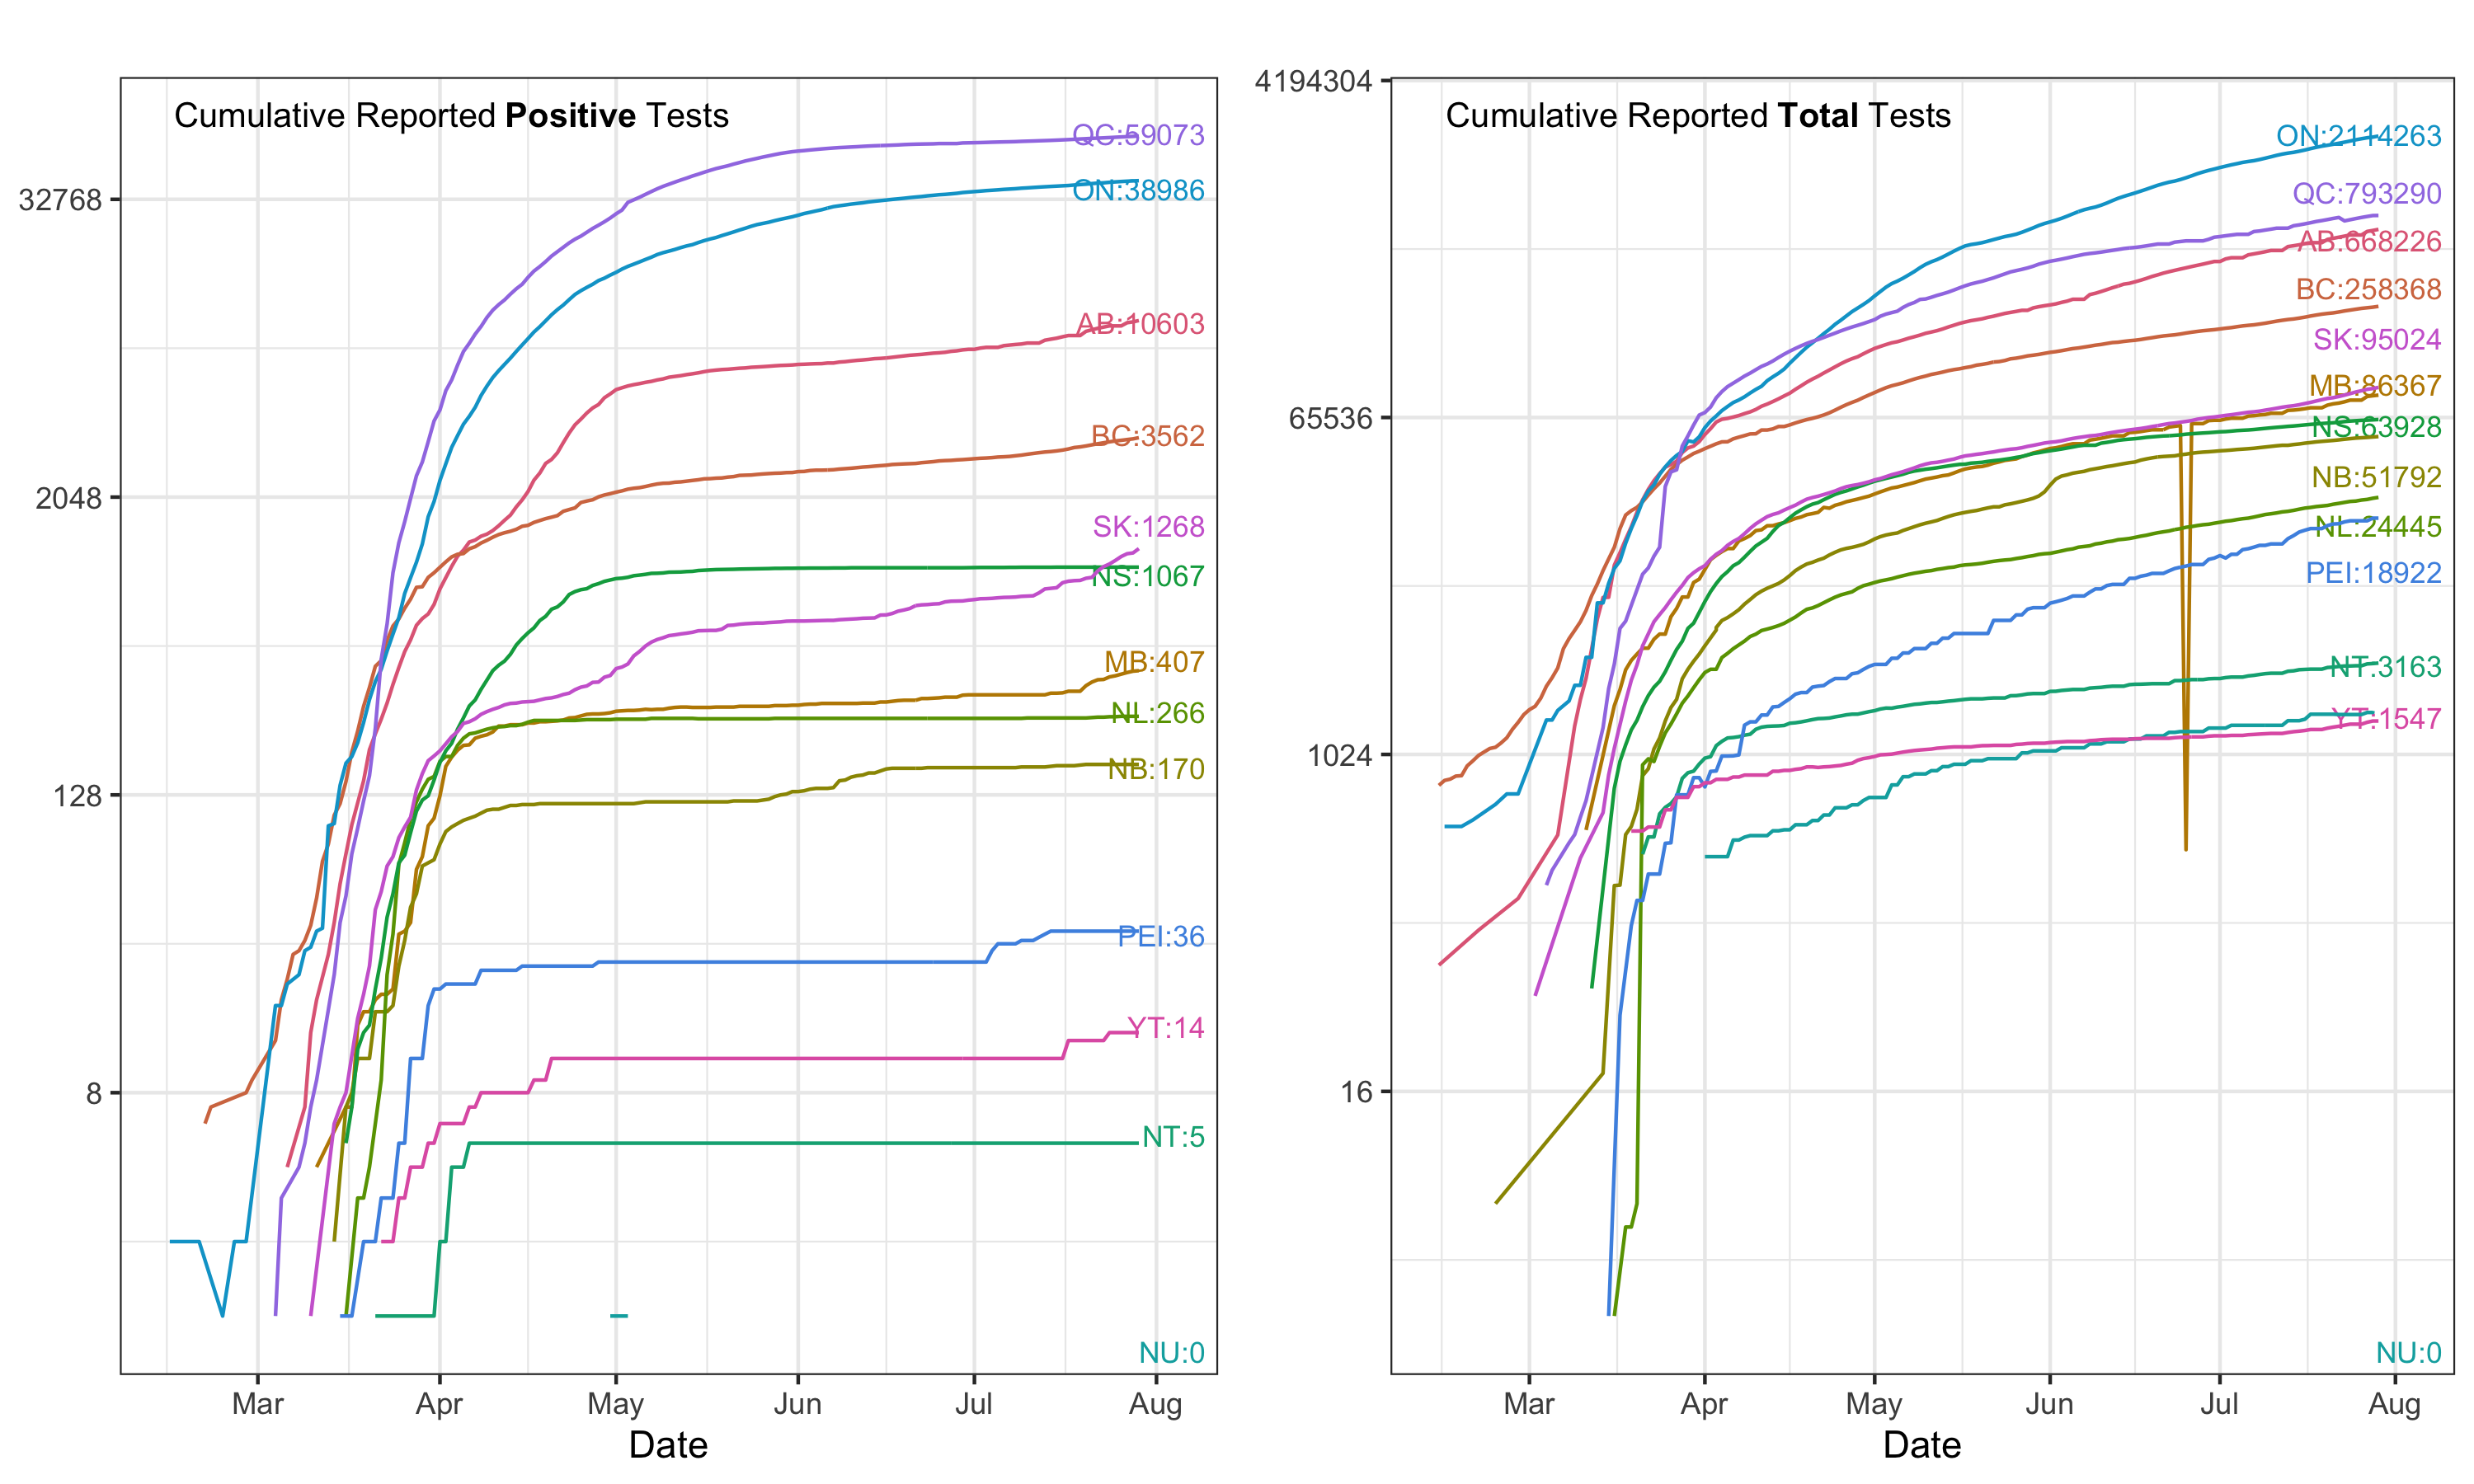 Cumulative Reported Positive Tests
32768
2048
128
8
QC:59073
ON:38986
AB:10603
BC:3562
SK:1268
NS:1067
MB:407
NL:266
NB:170
PEI:36
YT:14
NT:5
NU:0
Mar Apr May Jun Jul Aug
Date
Cumulative Reported Total Tests
4194304
65536
1024
16
ON:2114263
QC:793290
AB:668226
BC:258368
SK:95024
MB:86367
NS:63928
NB:51792
NL:24445
PEI:18922
NT:3163
YT:1547
NU:0
Mar Apr May Jun Jul Aug
Date